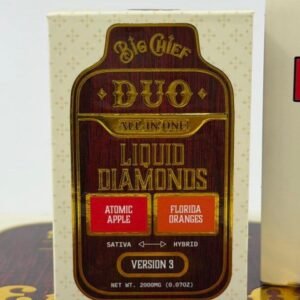 Big Chief
DUO
ALL-IN-ONE
LIQUID
DIAMONDS
ATOMIC APPLE
FLORIDA ORANGES
SATIVA HYBRID
VERSION 3
NET WT. 2000MG (0.07OZ)